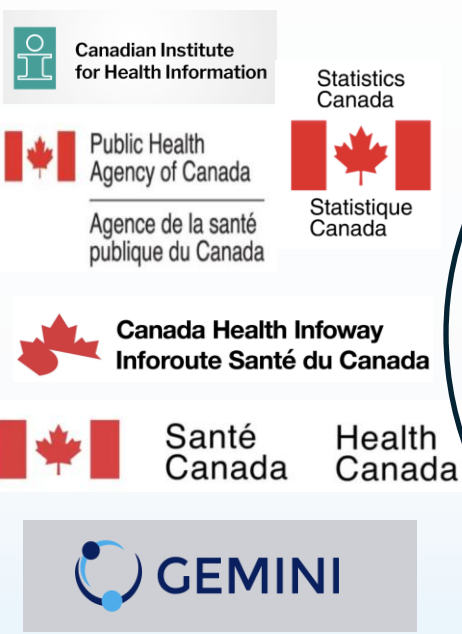 Canadian Institute
for Health Information
Statistics
Canada
Statistique
Canada
Public Health
Agency of Canada
Agence de la santé
publique du Canada
Canada Health Infoway
Inforoute Santé du Canada
Santé
Canada
Health
Canada
GEMINI